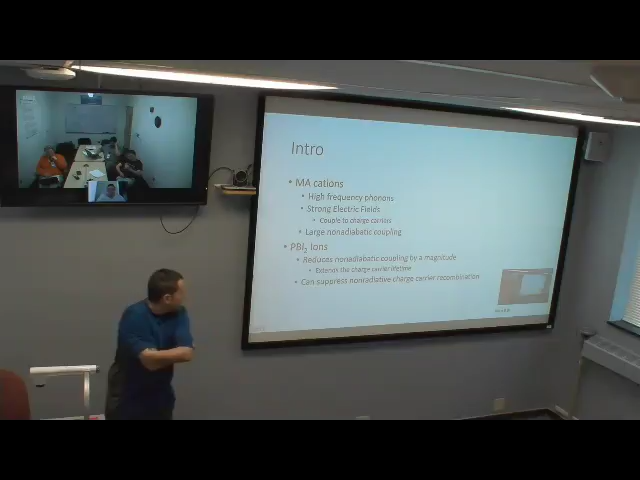 Intro
• MA cations
• High frequency phonons
• Strong Electric Fields
• Couple to charge carriers
• Large nonadiabatic coupling
• PBI₂ Ions
• Reduces nonadiabatic coupling by a magnitude
• Extends the charge carrier lifetime
• Can suppress nonradiative charge carrier recombination